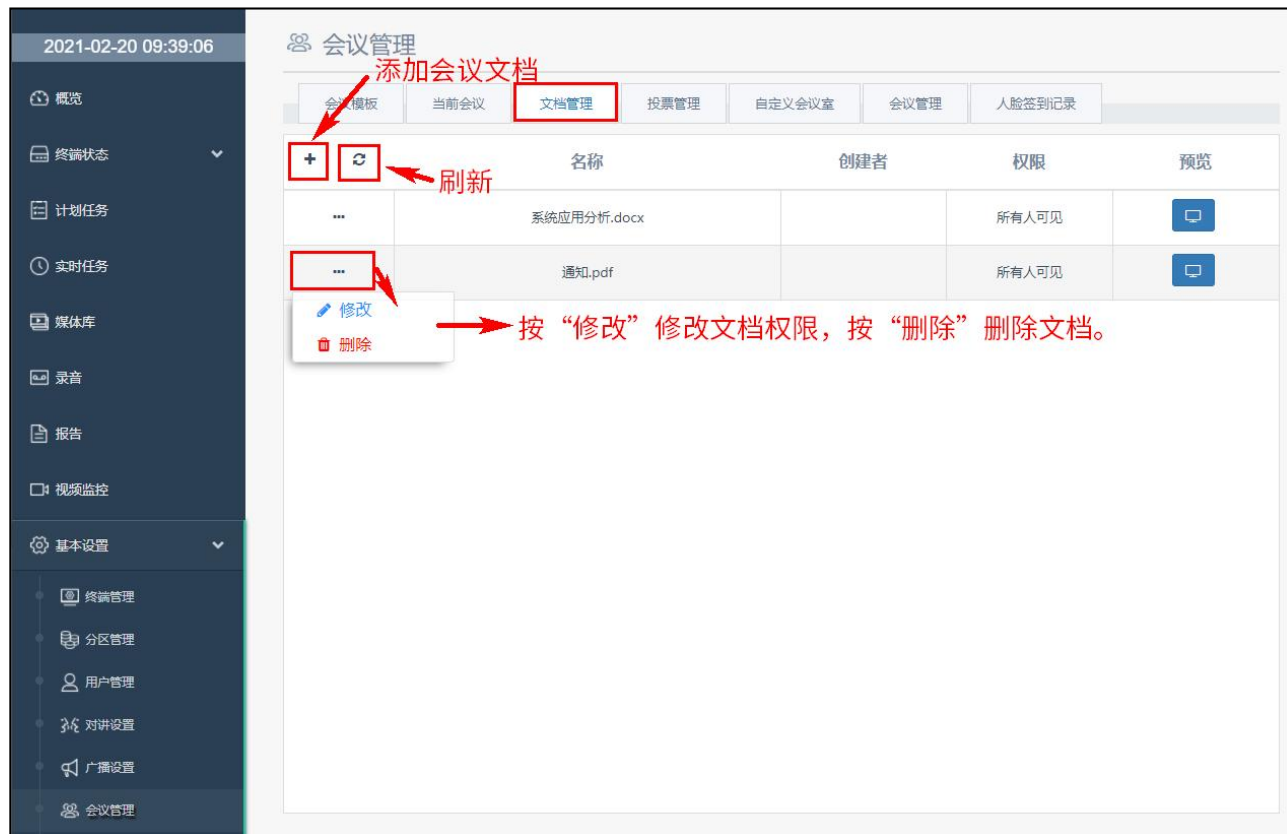 2021-02-20 09:39:06
概览
终端状态
计划任务
实时任务
媒体库
录音
报告
视频监控
基本设置
终端管理
分区管理
用户管理
对讲设置
广播设置
会议管理
会议管理
添加会议文档
会议模板 当前会议 文档管理 投票管理 自定义会议室 会议管理 人脸签到记录
名称 创建者 权限 预览
刷新
系统应用分析.docx 所有人可见
通知.pdf 所有人可见
修改
删除
按“修改”修改文档权限，按“删除”删除文档。